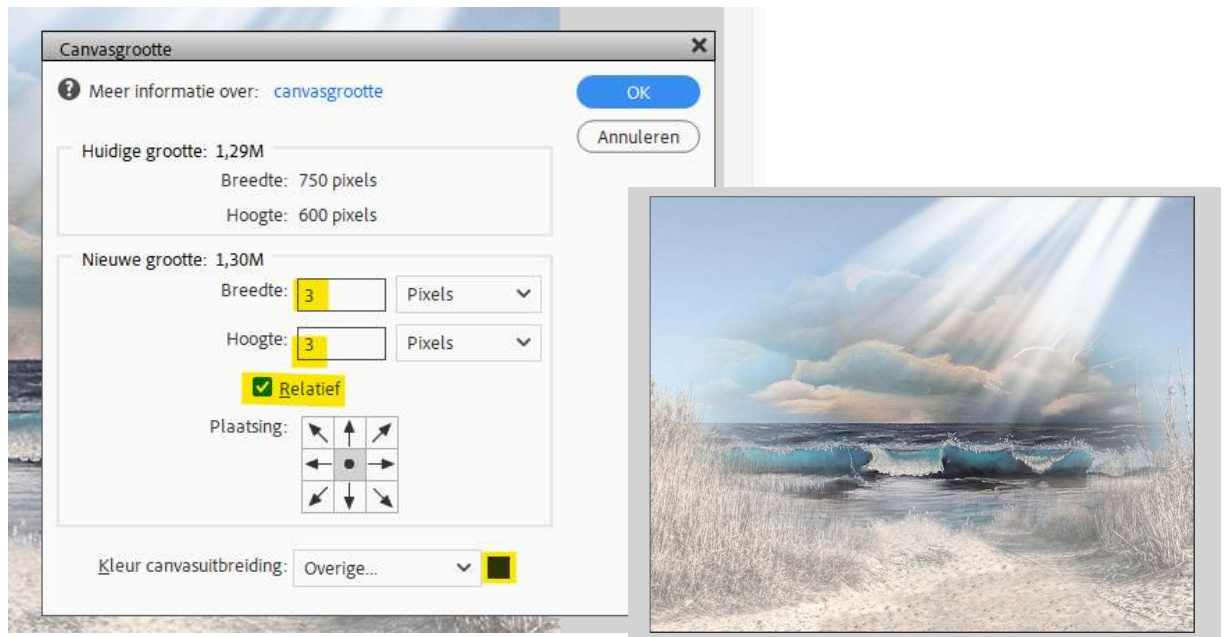 Canvasgrootte
Meer informatie over: canvasgrootte
OK
Annuleren
Huidige grootte: 1,29M
Breedte: 750 pixels
Hoogte: 600 pixels
Nieuwe grootte: 1,30M
Breedte: 3 Pixels
Hoogte: 3 Pixels
Relatief
Plaatsing:
Kleur canvasuitbreiding: Overige...